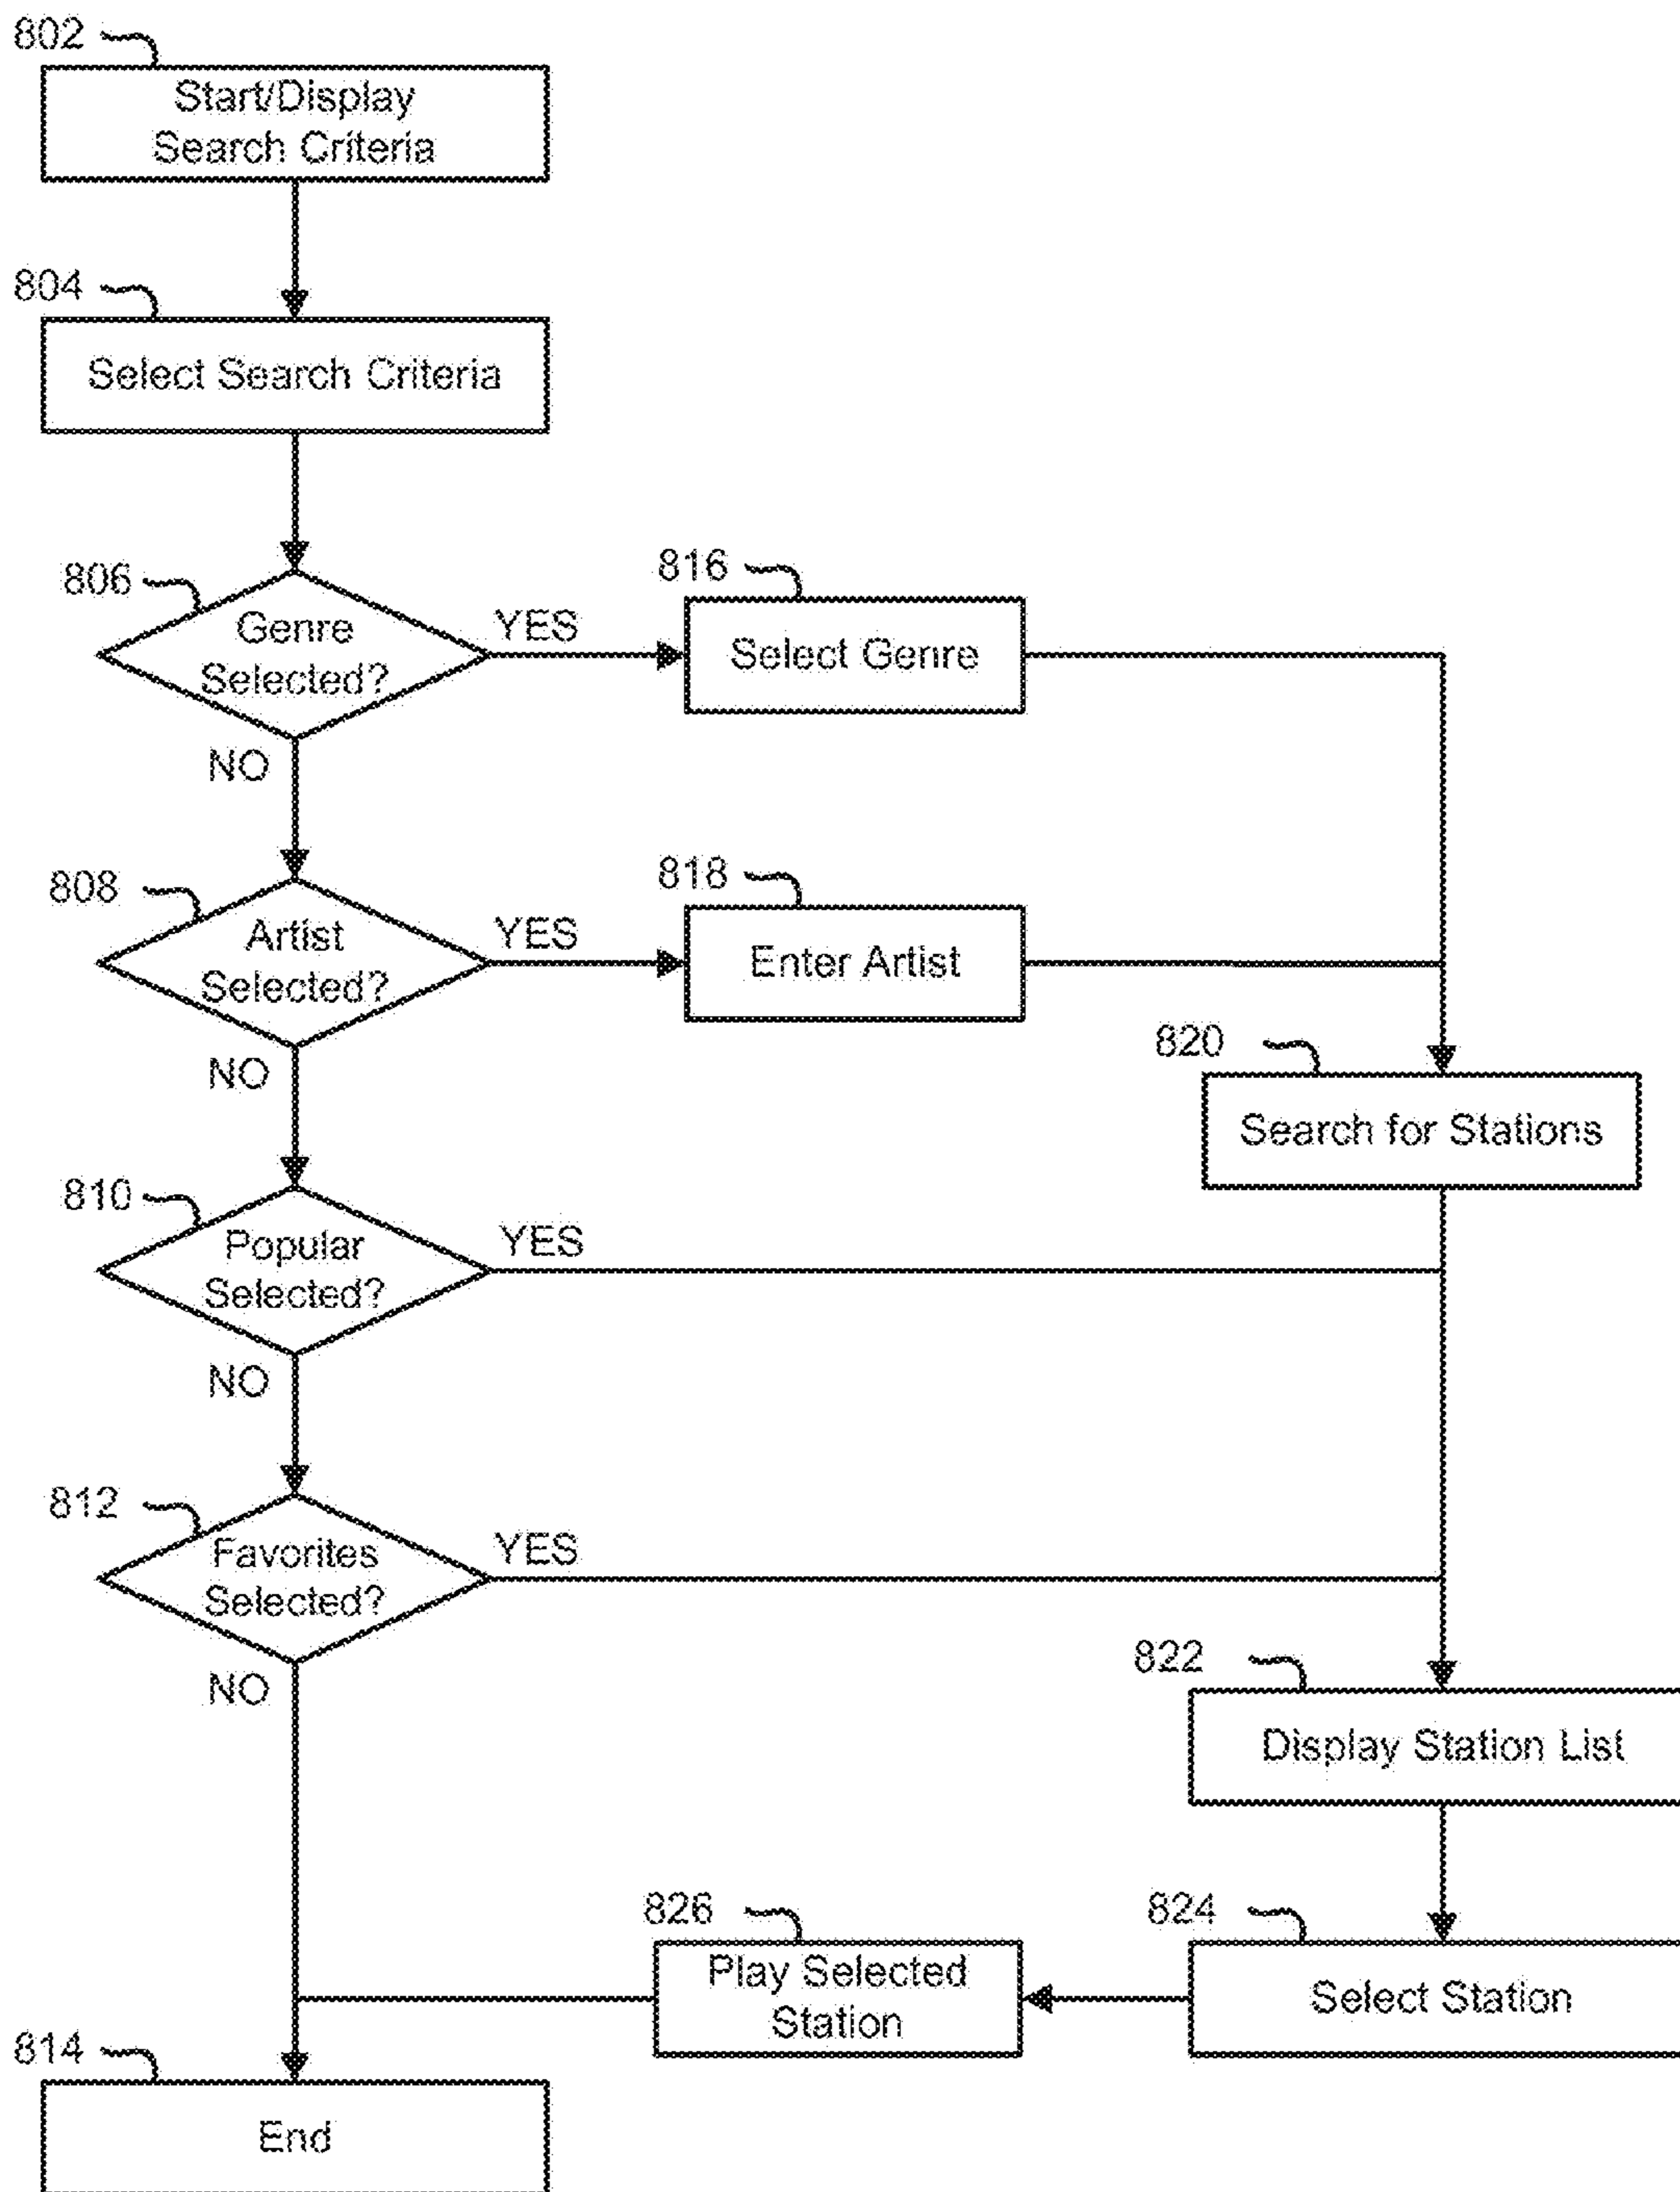 802
Start/Display
Search Criteria
804
Select Search Criteria
806
Genre
Selected?
YES
816
Select Genre
NO
808
Artist
Selected?
YES
818
Enter Artist
NO
820
Search for Stations
810
Popular
Selected?
YES
NO
812
Favorites
Selected?
YES
NO
822
Display Station List
824
Select Station
826
Play Selected
Station
814
End